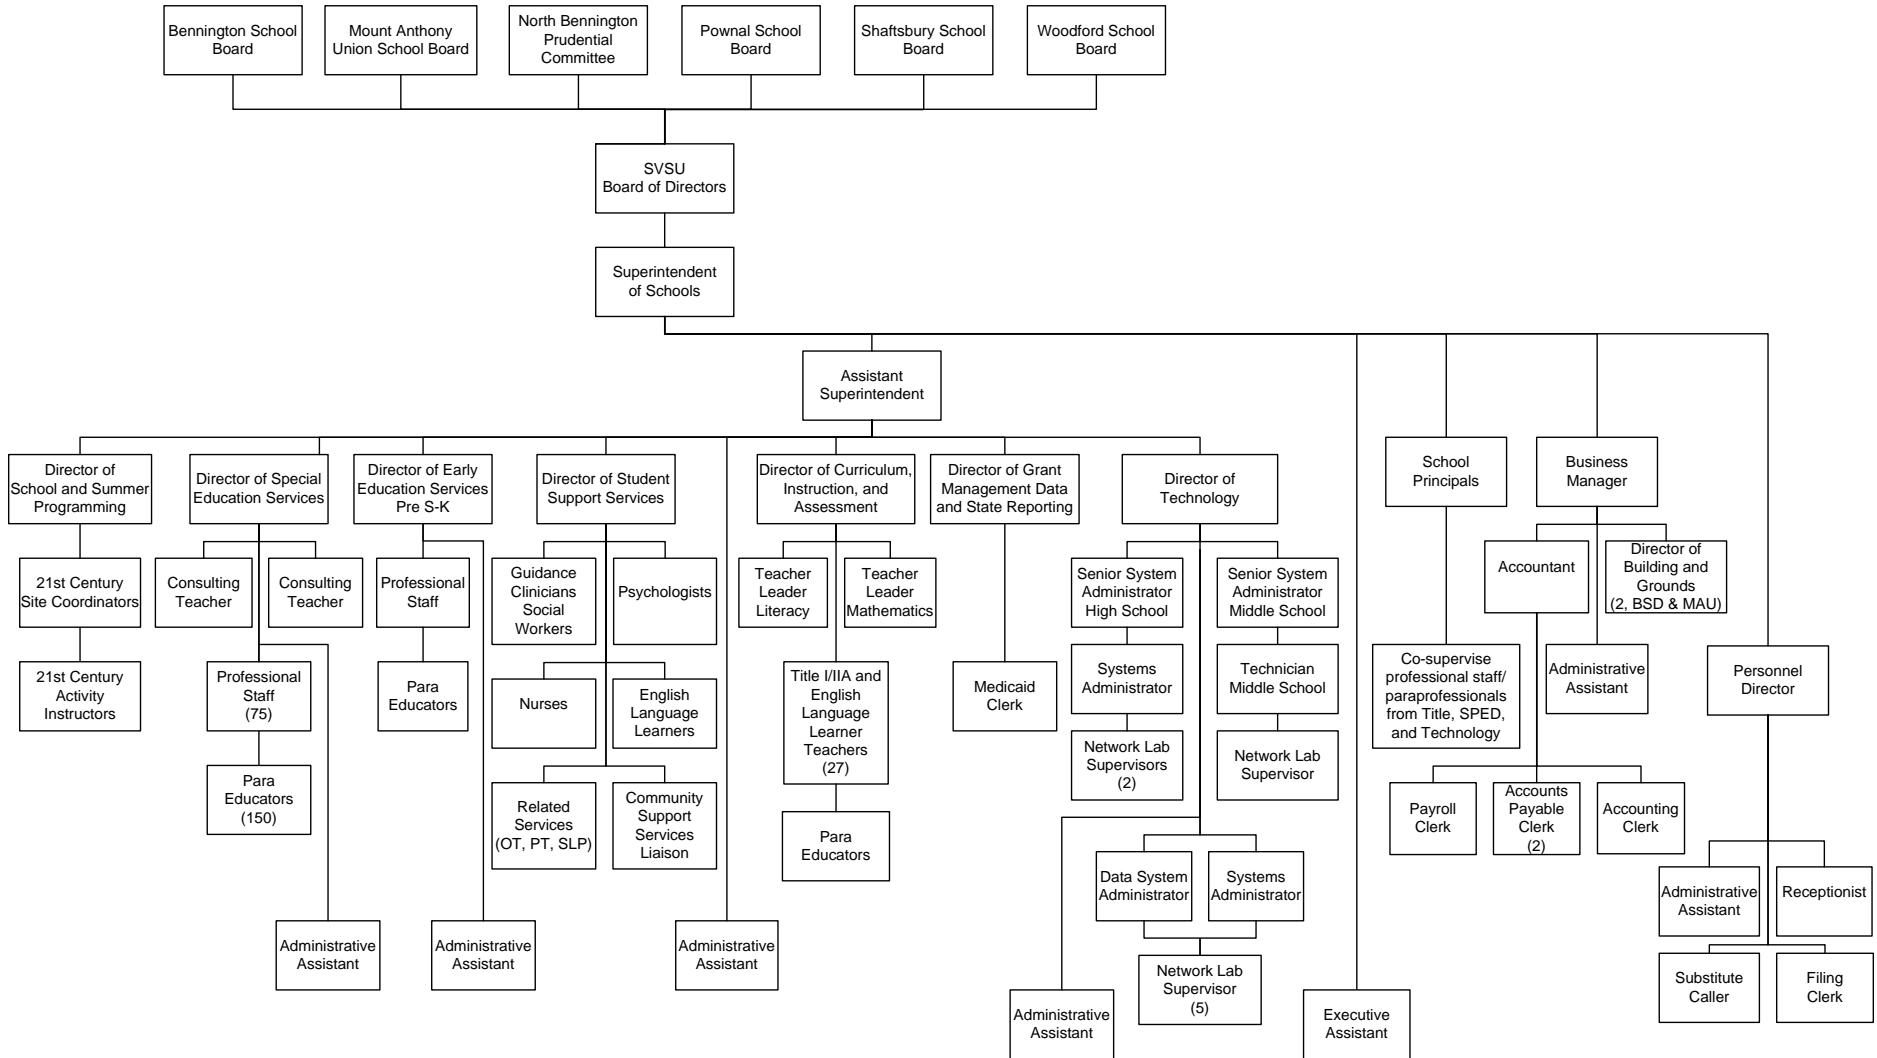 Bennington School
Board
Mount Anthony
Union School Board
North Bennington
Prudential
Committee
Pownal School
Board
Shaftsbury School
Board
Woodford School
Board
SVSU
Board of Directors
Superintendent
of Schools
Assistant
Superintendent
Director of
School and Summer
Programming
Director of Special
Education Services
Director of Early
Education Services
Pre S-K
Director of Student
Support Services
Director of Curriculum,
Instruction, and
Assessment
Director of Grant
Management Data
and State Reporting
Director of
Technology
School
Principals
Business
Manager
21st Century
Site Coordinators
Consulting
Teacher
Consulting
Teacher
Professional
Staff
Guidance
Clinicians
Social
Workers
Psychologists
Teacher
Leader
Literacy
Teacher
Leader
Mathematics
Senior System
Administrator
High School
Senior System
Administrator
Middle School
Accountant
Director of
Building and
Grounds
(2, BSD & MAU)
21st Century
Activity
Instructors
Professional
Staff
(75)
Para
Educators
Nurses
English
Language
Learners
Title I/IIA and
English
Language
Learner
Teachers
(27)
Medicaid
Clerk
Systems
Administrator
Technician
Middle School
Co-supervise
professional staff/
paraprofessionals
from Title, SPED,
and Technology
Administrative
Assistant
Personnel
Director
Para
Educators
(150)
Related
Services
(OT, PT, SLP)
Community
Support
Services
Liaison
Para
Educators
Network Lab
Supervisors
(2)
Network Lab
Supervisor
Payroll
Clerk
Accounts
Payable
Clerk
(2)
Accounting
Clerk
Data System
Administrator
Systems
Administrator
Administrative
Assistant
Receptionist
Administrative
Assistant
Administrative
Assistant
Administrative
Assistant
Network Lab
Supervisor
(5)
Substitute
Caller
Filing
Clerk
Administrative
Assistant
Executive
Assistant